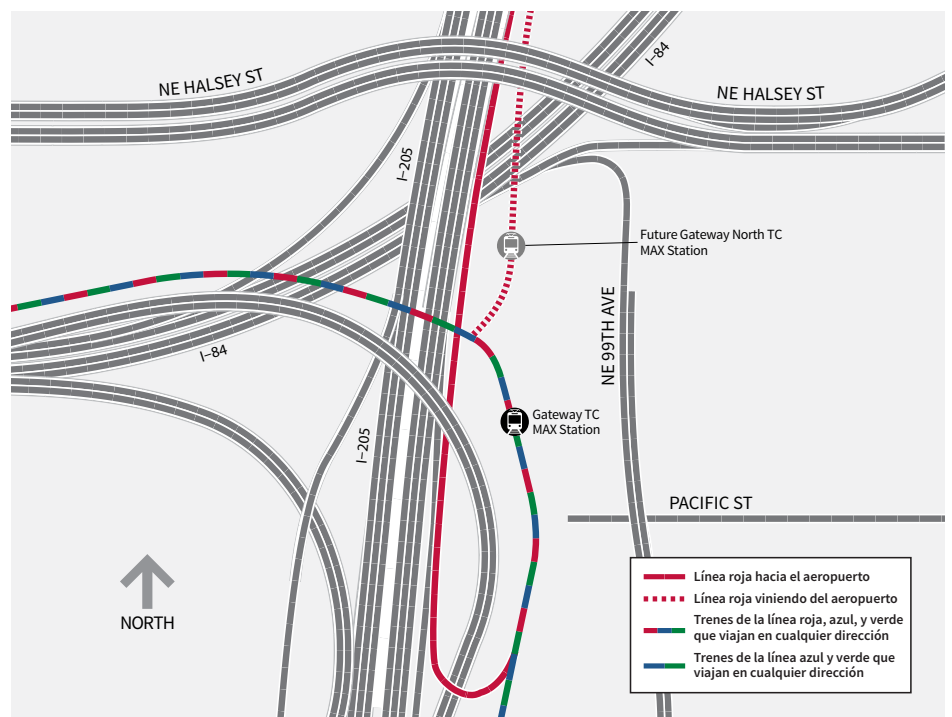 I–84
NE HALSEY ST
NE HALSEY ST
I–205
Future Gateway North TC
MAX Station
I–84
NE 99TH AVE
Gateway TC
MAX Station
I–205
PACIFIC ST
NORTH
Línea roja hacia el aeropuerto
Línea roja viniendo del aeropuerto
Trenes de la línea roja, azul, y verde
que viajan en cualquier dirección
Trenes de la línea azul y verde que
viajan en cualquier dirección